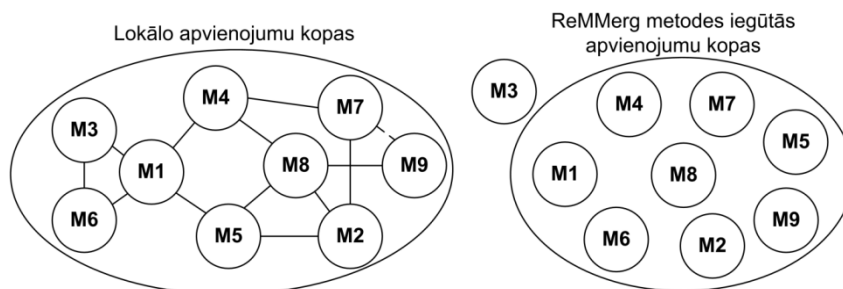 Lokālo apvienojumu kopas
M4
M7
M3
M1
M8
M9
M6
M5
M2
ReMMerg metodes iegūtās
apvienojumu kopas
M3
M4
M7
M5
M1
M8
M9
M6
M2